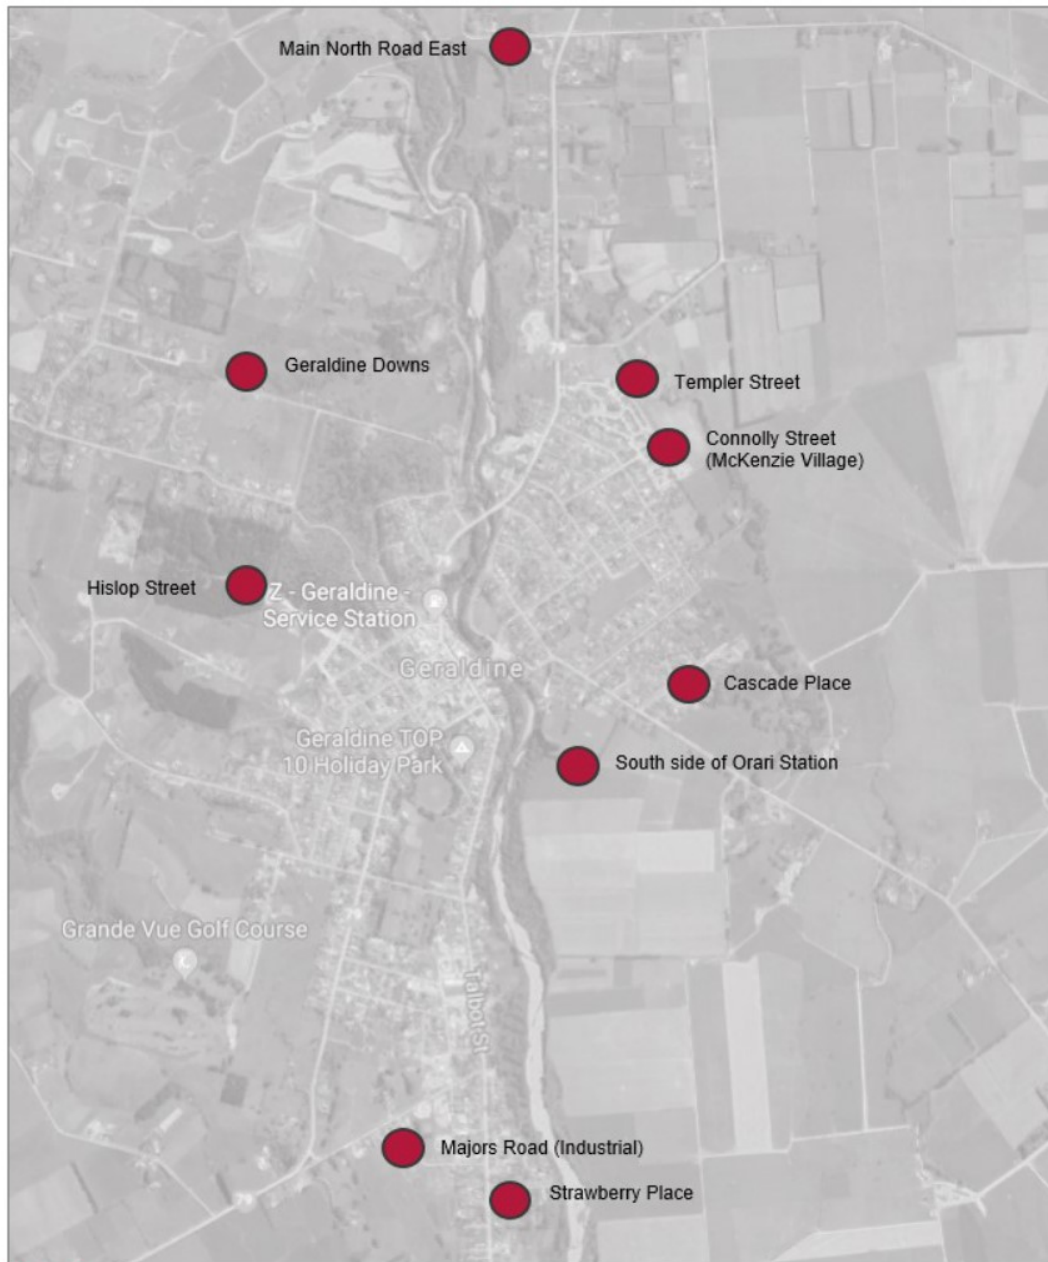 Main North Road East
Geraldine Downs
Templer Street
Connolly Street
(McKenzie Village)
Hislop Street
Z - Geraldine -
Service Station
Geraldine
Cascade Place
Geraldine TOP
10 Holiday Park
South side of Orari Station
Grande Vue Golf Course
Talbot St
Majors Road (Industrial)
Strawberry Place